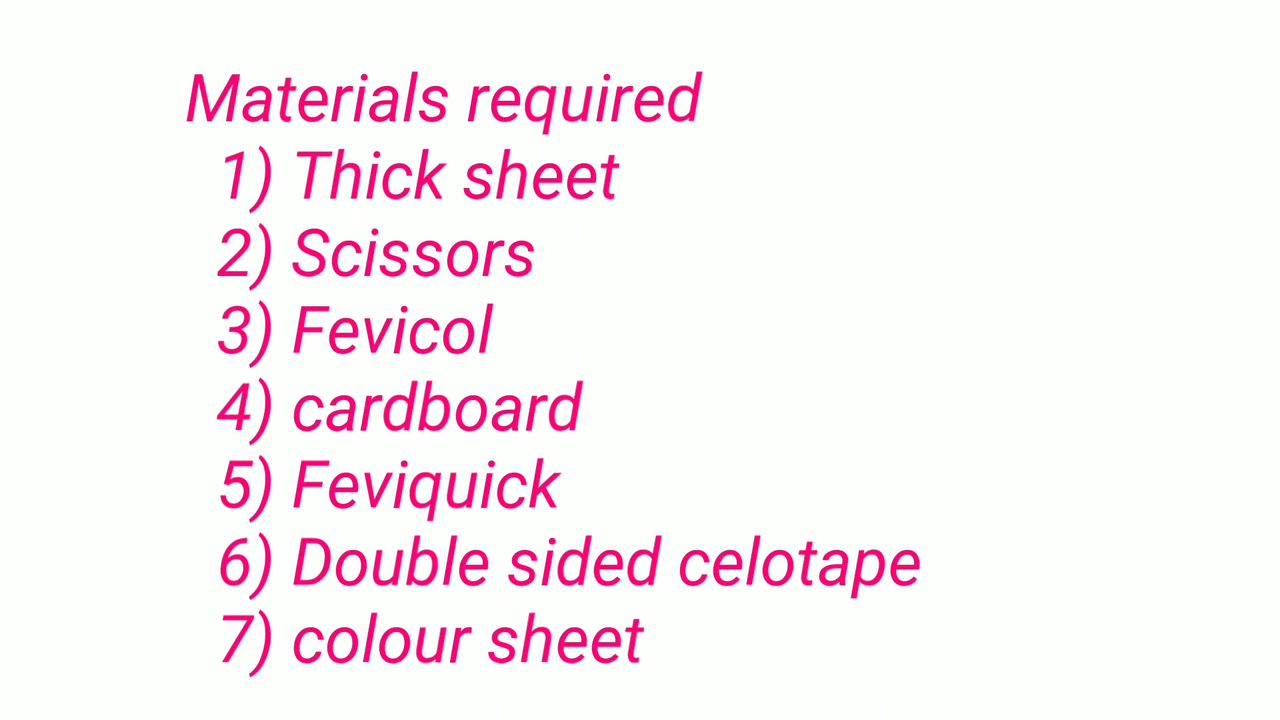 Materials required
1) Thick sheet
2) Scissors
3) Fevicol
4) cardboard
5) Feviquick
6) Double sided celotape
7) colour sheet